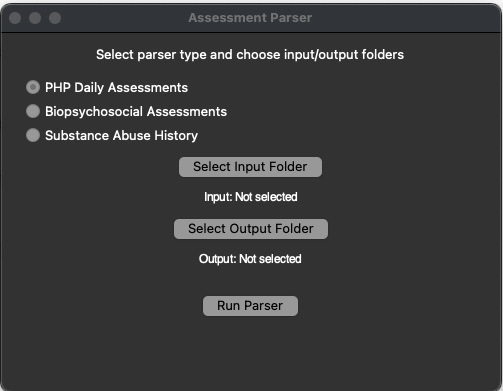 Assessment Parser
Select parser type and choose input/output folders
PHP Daily Assessments
Biopsychosocial Assessments
Substance Abuse History
Select Input Folder
Input: Not selected
Select Output Folder
Output: Not selected
Run Parser